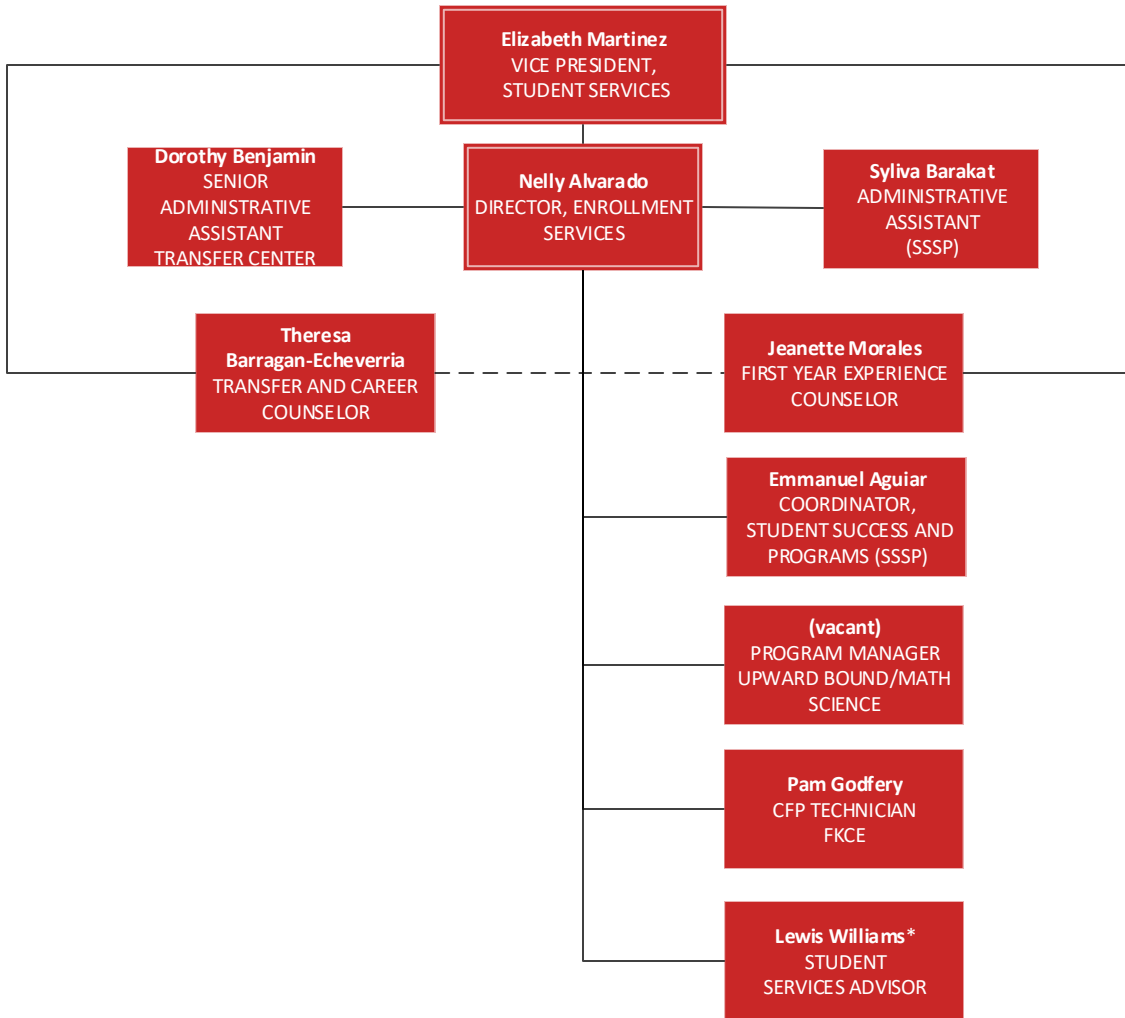 Elizabeth Martinez
VICE PRESIDENT,
STUDENT SERVICES
Dorothy Benjamin
SENIOR
ADMINISTRATIVE
ASSISTANT
TRANSFER CENTER
Nelly Alvarado
DIRECTOR, ENROLLMENT
SERVICES
Syliva Barakat
ADMINISTRATIVE
ASSISTANT
(SSSP)
Theresa
Barragan-Echeverria
TRANSFER AND CAREER
COUNSELOR
Jeanette Morales
FIRST YEAR EXPERIENCE
COUNSELOR
Emmanuel Aguiar
COORDINATOR,
STUDENT SUCCESS AND
PROGRAMS (SSSP)
(vacant)
PROGRAM MANAGER
UPWARD BOUND/MATH
SCIENCE
Pam Godfery
CFP TECHNICIAN
FKCE
Lewis Williams*
STUDENT
SERVICES ADVISOR